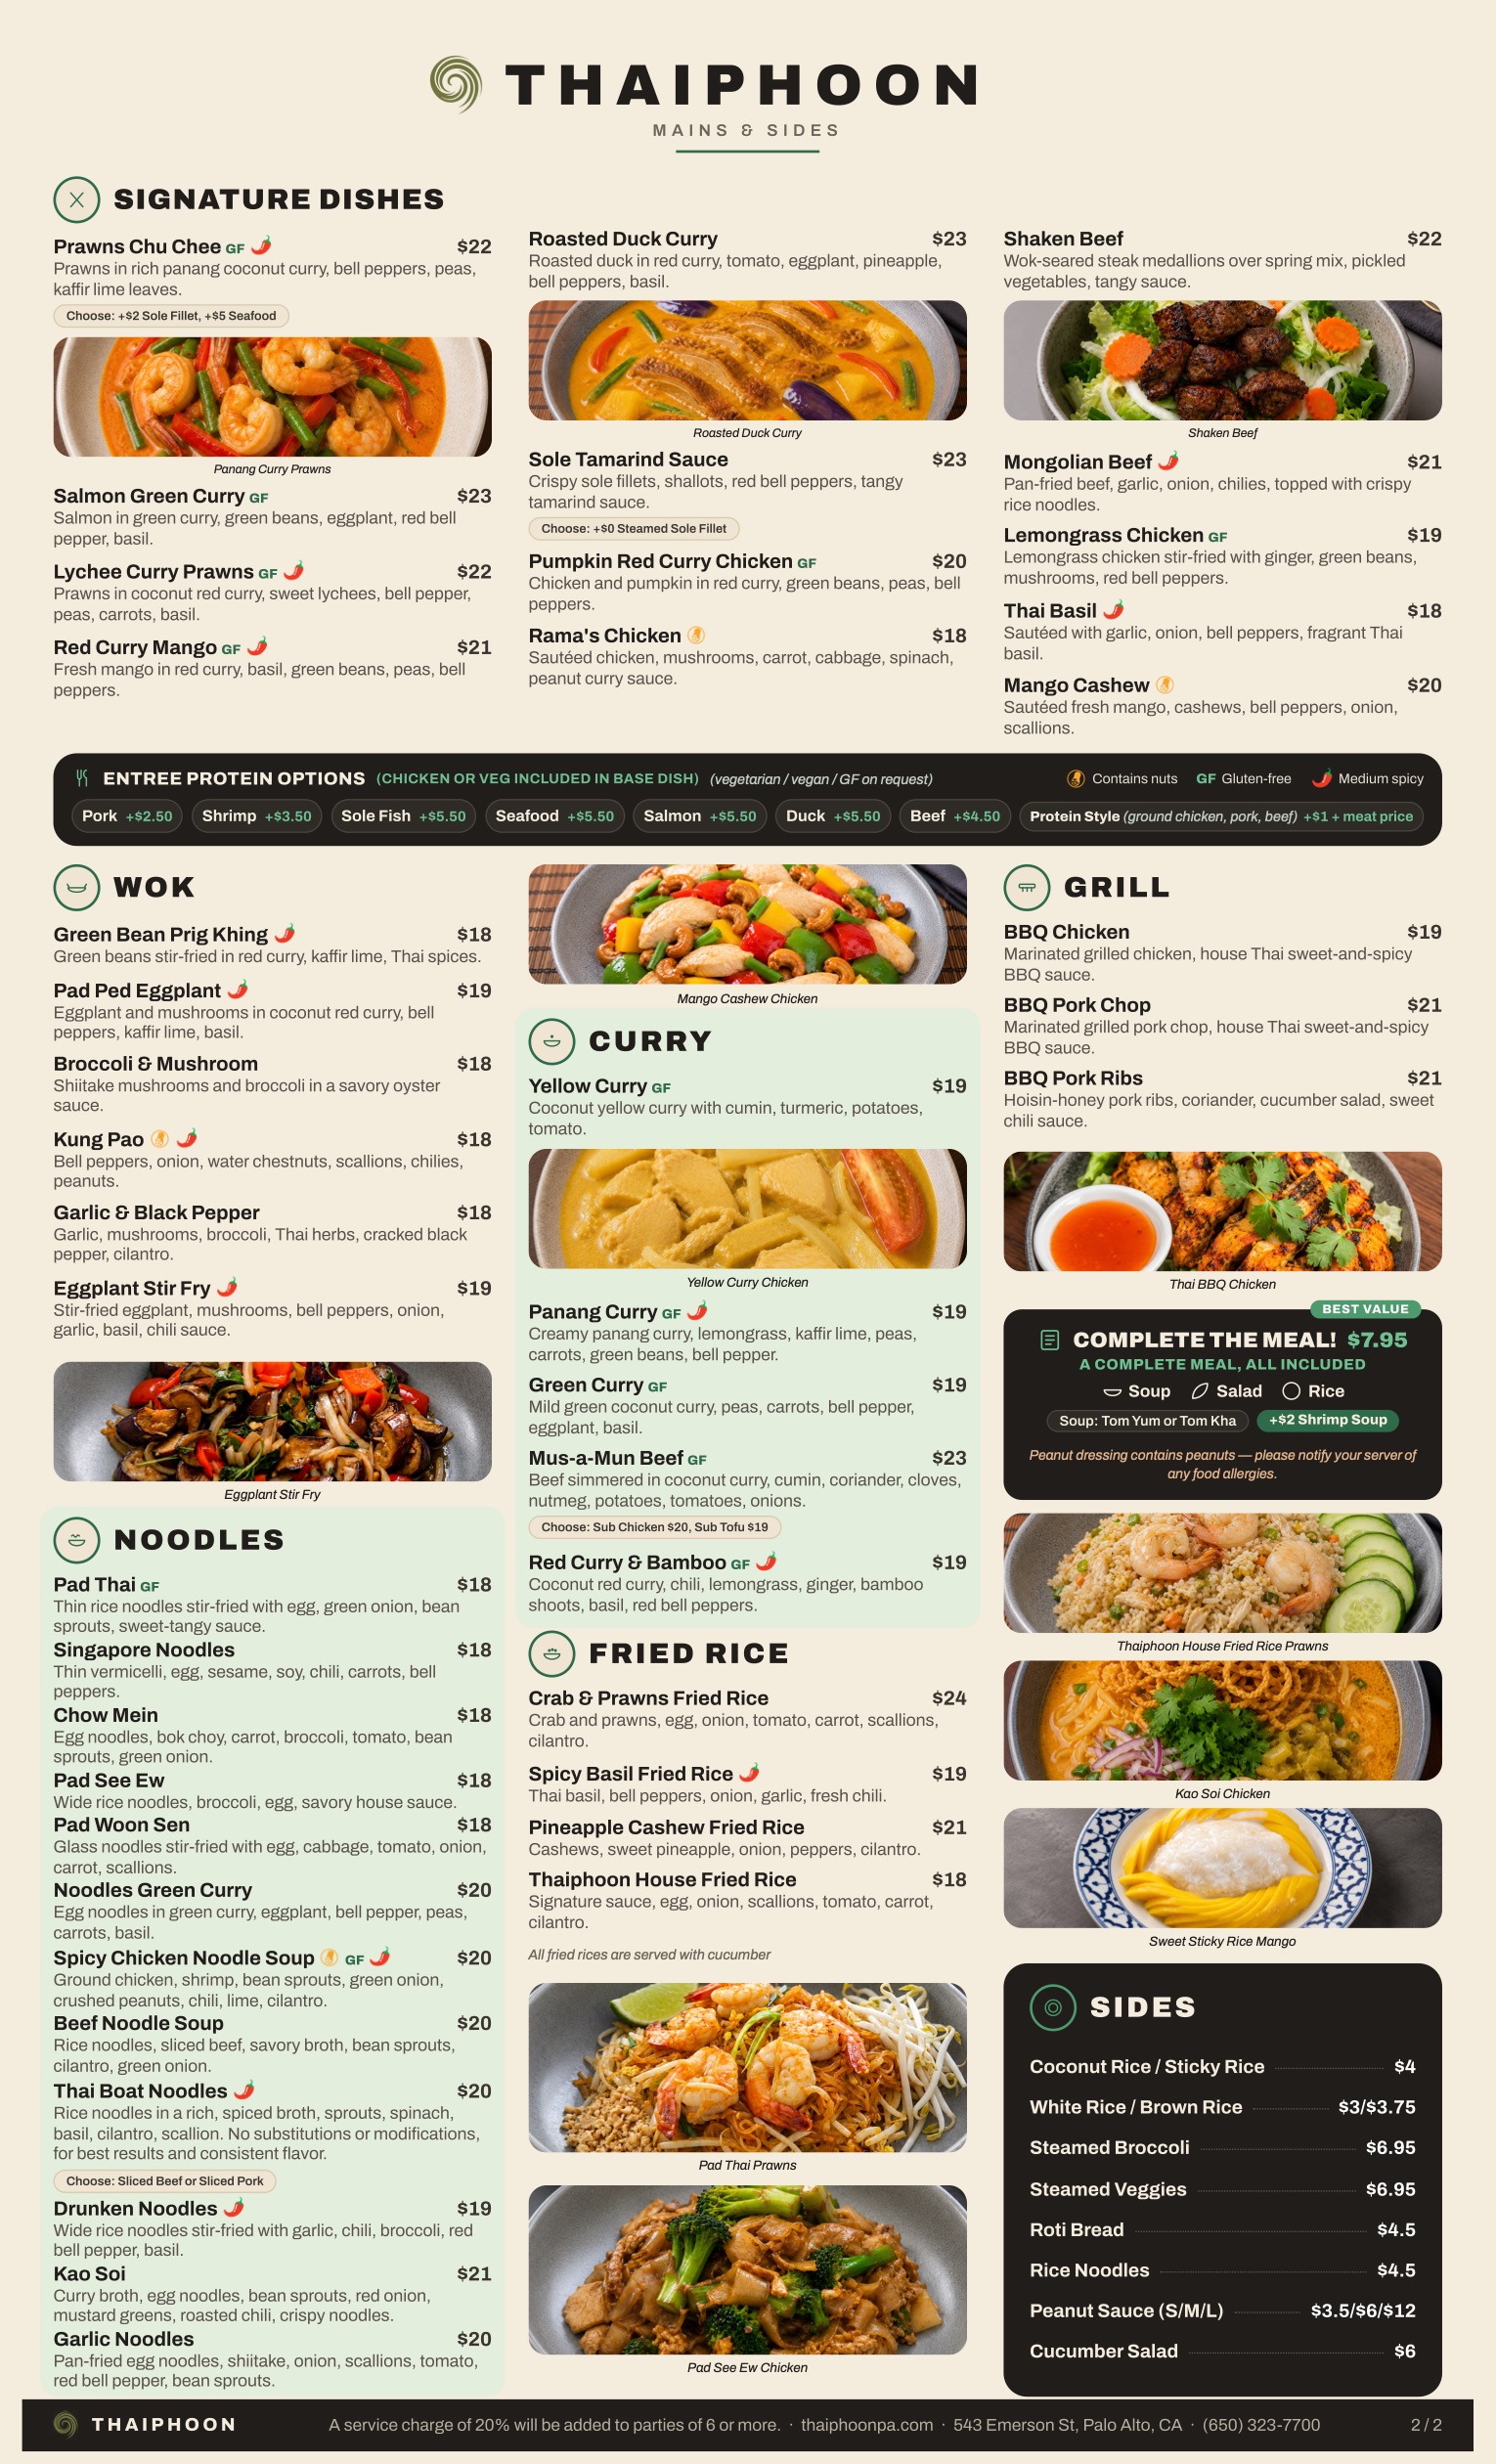 THAIPHOON
MAINS & SIDES
SIGNATURE DISHES
Prawns Chu Chee GF $22
Prawns in rich panang coconut curry, bell peppers, peas,
kaffir lime leaves.
Choose: +$2 Sole Fillet, +$5 Seafood
Panang Curry Prawns
Salmon Green Curry GF $23
Salmon in green curry, green beans, eggplant, red bell
pepper, basil.
Lychee Curry Prawns GF $22
Prawns in coconut red curry, sweet lychees, bell pepper,
peas, carrots, basil.
Red Curry Mango GF $21
Fresh mango in red curry, basil, green beans, peas, bell
peppers.
Roasted Duck Curry $23
Roasted duck in red curry, tomato, eggplant, pineapple,
bell peppers, basil.
Roasted Duck Curry
Sole Tamarind Sauce $23
Crispy sole fillets, shallots, red bell peppers, tangy
tamarind sauce.
Choose: +$0 Steamed Sole Fillet
Pumpkin Red Curry Chicken GF $20
Chicken and pumpkin in red curry, green beans, peas, bell
peppers.
Rama's Chicken $18
Sautéed chicken, mushrooms, carrot, cabbage, spinach,
peanut curry sauce.
Shaken Beef $22
Wok-seared steak medallions over spring mix, pickled
vegetables, tangy sauce.
Shaken Beef
Mongolian Beef $21
Pan-fried beef, garlic, onion, chilies, topped with crispy
rice noodles.
Lemongrass Chicken GF $19
Lemongrass chicken stir-fried with ginger, green beans,
mushrooms, red bell peppers.
Thai Basil $18
Sautéed with garlic, onion, bell peppers, fragrant Thai
basil.
Mango Cashew $20
Sautéed fresh mango, cashews, bell peppers, onion,
scallions.
ENTREE PROTEIN OPTIONS (CHICKEN OR VEG INCLUDED IN BASE DISH) (vegetarian / vegan / GF on request) Contains nuts GF Gluten-free Medium spicy
Pork +$2.50 Shrimp +$3.50 Sole Fish +$5.50 Seafood +$5.50 Salmon +$5.50 Duck +$5.50 Beef +$4.50 Protein Style (ground chicken, pork, beef) +$1 + meat price
WOK
Green Bean Prig Khing $18
Green beans stir-fried in red curry, kaffir lime, Thai spices.
Pad Ped Eggplant $19
Eggplant and mushrooms in coconut red curry, bell
peppers, kaffir lime, basil.
Broccoli & Mushroom $18
Shiitake mushrooms and broccoli in a savory oyster
sauce.
Kung Pao $18
Bell peppers, onion, water chestnuts, scallions, chilies,
peanuts.
Garlic & Black Pepper $18
Garlic, mushrooms, broccoli, Thai herbs, cracked black
pepper, cilantro.
Eggplant Stir Fry $19
Stir-fried eggplant, mushrooms, bell peppers, onion,
garlic, basil, chili sauce.
Eggplant Stir Fry
NOODLES
Pad Thai GF $18
Thin rice noodles stir-fried with egg, green onion, bean
sprouts, sweet-tangy sauce.
Singapore Noodles $18
Thin vermicelli, egg, sesame, soy, chili, carrots, bell
peppers.
Chow Mein $18
Egg noodles, bok choy, carrot, broccoli, tomato, bean
sprouts, green onion.
Pad See Ew $18
Wide rice noodles, broccoli, egg, savory house sauce.
Pad Woon Sen $18
Glass noodles stir-fried with egg, cabbage, tomato, onion,
carrot, scallions.
Noodles Green Curry $20
Egg noodles in green curry, eggplant, bell pepper, peas,
carrots, basil.
Spicy Chicken Noodle Soup GF $20
Ground chicken, shrimp, bean sprouts, green onion,
crushed peanuts, chili, lime, cilantro.
Beef Noodle Soup $20
Rice noodles, sliced beef, savory broth, bean sprouts,
cilantro, green onion.
Thai Boat Noodles $20
Rice noodles in a rich, spiced broth, sprouts, spinach,
basil, cilantro, scallion. No substitutions or modifications,
for best results and consistent flavor.
Choose: Sliced Beef or Sliced Pork
Drunken Noodles $19
Wide rice noodles stir-fried with garlic, chili, broccoli, red
bell pepper, basil.
Kao Soi $21
Curry broth, egg noodles, bean sprouts, red onion,
mustard greens, roasted chili, crispy noodles.
Garlic Noodles $20
Pan-fried egg noodles, shiitake, onion, scallions, tomato,
red bell pepper, bean sprouts.
Mango Cashew Chicken
CURRY
Yellow Curry GF $19
Coconut yellow curry with cumin, turmeric, potatoes,
tomato.
Yellow Curry Chicken
Panang Curry GF $19
Creamy panang curry, lemongrass, kaffir lime, peas,
carrots, green beans, bell pepper.
Green Curry GF $19
Mild green coconut curry, peas, carrots, bell pepper,
eggplant, basil.
Mus-a-Mun Beef GF $23
Beef simmered in coconut curry, cumin, coriander, cloves,
nutmeg, potatoes, tomatoes, onions.
Choose: Sub Chicken $20, Sub Tofu $19
Red Curry & Bamboo GF $19
Coconut red curry, chili, lemongrass, ginger, bamboo
shoots, basil, red bell peppers.
FRIED RICE
Crab & Prawns Fried Rice $24
Crab and prawns, egg, onion, tomato, carrot, scallions,
cilantro.
Spicy Basil Fried Rice $19
Thai basil, bell peppers, onion, garlic, fresh chili.
Pineapple Cashew Fried Rice $21
Cashews, sweet pineapple, onion, peppers, cilantro.
Thaiphoon House Fried Rice $18
Signature sauce, egg, onion, scallions, tomato, carrot,
cilantro.
All fried rices are served with cucumber
Pad Thai Prawns
Pad See Ew Chicken
GRILL
BBQ Chicken $19
Marinated grilled chicken, house Thai sweet-and-spicy
BBQ sauce.
BBQ Pork Chop $21
Marinated grilled pork chop, house Thai sweet-and-spicy
BBQ sauce.
BBQ Pork Ribs $21
Hoisin-honey pork ribs, coriander, cucumber salad, sweet
chili sauce.
Thai BBQ Chicken
BEST VALUE
COMPLETE THE MEAL! $7.95
A COMPLETE MEAL, ALL INCLUDED
Soup Salad Rice
Soup: Tom Yum or Tom Kha +$2 Shrimp Soup
Peanut dressing contains peanuts — please notify your server of
any food allergies.
Thaiphoon House Fried Rice Prawns
Kao Soi Chicken
Sweet Sticky Rice Mango
SIDES
Coconut Rice / Sticky Rice $4
White Rice / Brown Rice $3/$3.75
Steamed Broccoli $6.95
Steamed Veggies $6.95
Roti Bread $4.5
Rice Noodles $4.5
Peanut Sauce (S/M/L) $3.5/$6/$12
Cucumber Salad $6
THAIPHOON A service charge of 20% will be added to parties of 6 or more. · thaiphoonpa.com · 543 Emerson St, Palo Alto, CA · (650) 323-7700 2 / 2